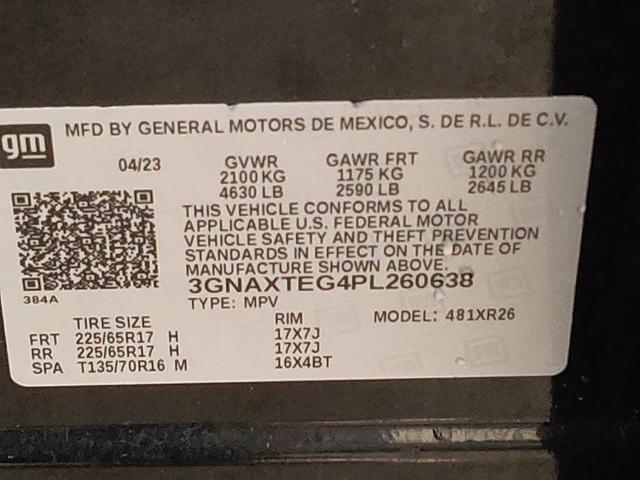 gm MFD BY GENERAL MOTORS DE MEXICO, S. DE R.L. DE C.V.
04/23 GVWR GAWR FRT GAWR RR
2100 KG 1175 KG 1200 KG
4630 LB 2590 LB 2645 LB
THIS VEHICLE CONFORMS TO ALL
APPLICABLE U.S. FEDERAL MOTOR
VEHICLE SAFETY AND THEFT PREVENTION
STANDARDS IN EFFECT ON THE DATE OF
MANUFACTURE SHOWN ABOVE.
384A 3GNAXTEG4PL260638
TYPE: MPV
TIRE SIZE RIM MODEL: 481XR26
FRT 225/65R17 H 17X7J
RR 225/65R17 H 17X7J
SPA T135/70R16 M 16X4BT